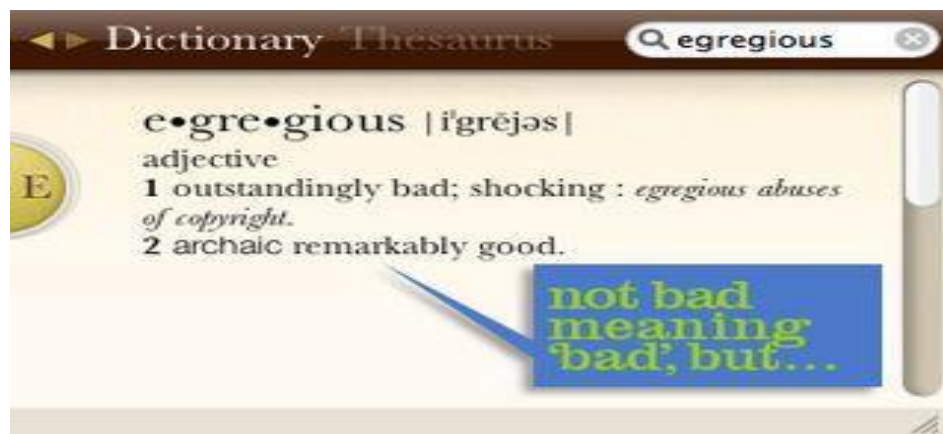 Dictionary Thesaurus egregious
e•gre•gious |iˈgrējəs|
E
adjective
1 outstandingly bad; shocking : egregious abuses
of copyright.
2 archaic remarkably good.
not bad
meaning
'bad', but...